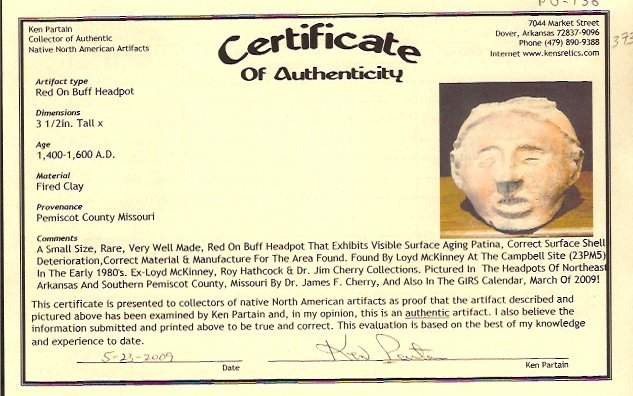 PU-136
Ken Partain
Collector of Authentic
Native North American Artifacts
Certificate
Of Authenticity
7044 Market Street
Dover, Arkansas 72837-9096
Phone (479) 890-9388
Internet www.kensrelics.com
373
Artifact type
Red On Buff Headpot
Dimensions
3 1/2in. Tall x
Age
1,400-1,600 A.D.
Material
Fired Clay
Provenance
Pemiscot County Missouri
Comments
A Small Size, Rare, Very Well Made, Red On Buff Headpot That Exhibits Visible Surface Aging Patina, Correct Surface Shell
Deterioration,Correct Material & Manufacture For The Area Found. Found By Loyd McKinney At The Campbell Site (23PM5)
In The Early 1980's. Ex-Loyd McKinney, Roy Hathcock & Dr. Jim Cherry Collections. Pictured In The Headpots Of Northeast
Arkansas And Southern Pemiscot County, Missouri By Dr. James F. Cherry, And Also In The GIRS Calendar, March Of 2009!
This certificate is presented to collectors of native North American artifacts as proof that the artifact described and
pictured above has been examined by Ken Partain and, in my opinion, this is an authentic artifact. I also believe the
information submitted and printed above to be true and correct. This evaluation is based on the best of my knowledge
and experience to date.
5-23-2009
Ken Partain
Date
Ken Partain